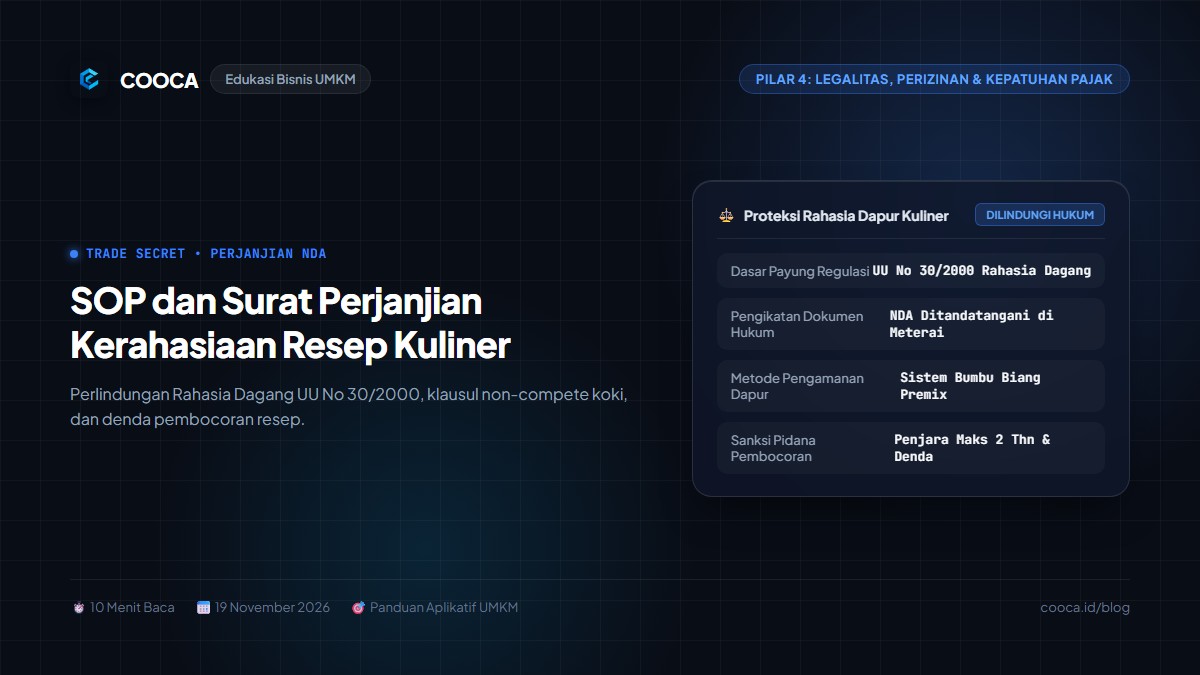 COOCA
Edukasi Bisnis UMKM
PILAR 4: LEGALITAS, PERIZINAN & KEPATUHAN PAJAK
TRADE SECRET • PERJANJIAN NDA
SOP dan Surat Perjanjian
Kerahasiaan Resep Kuliner
Perlindungan Rahasia Dagang UU No 30/2000, klausul non-compete koki,
dan denda pembocoran resep.
Proteksi Rahasia Dapur Kuliner
DILINDUNGI HUKUM
Dasar Payung Regulasi UU No 30/2000 Rahasia Dagang
Pengikatan Dokumen
Hukum
NDA Ditandatangani di
Meterai
Metode Pengamanan
Dapur
Sistem Bumbu Biang
Premix
Sanksi Pidana
Pembocoran
Penjara Maks 2 Thn &
Denda
10 Menit Baca
19 November 2026
Panduan Aplikatif UMKM
cooca.id/blog